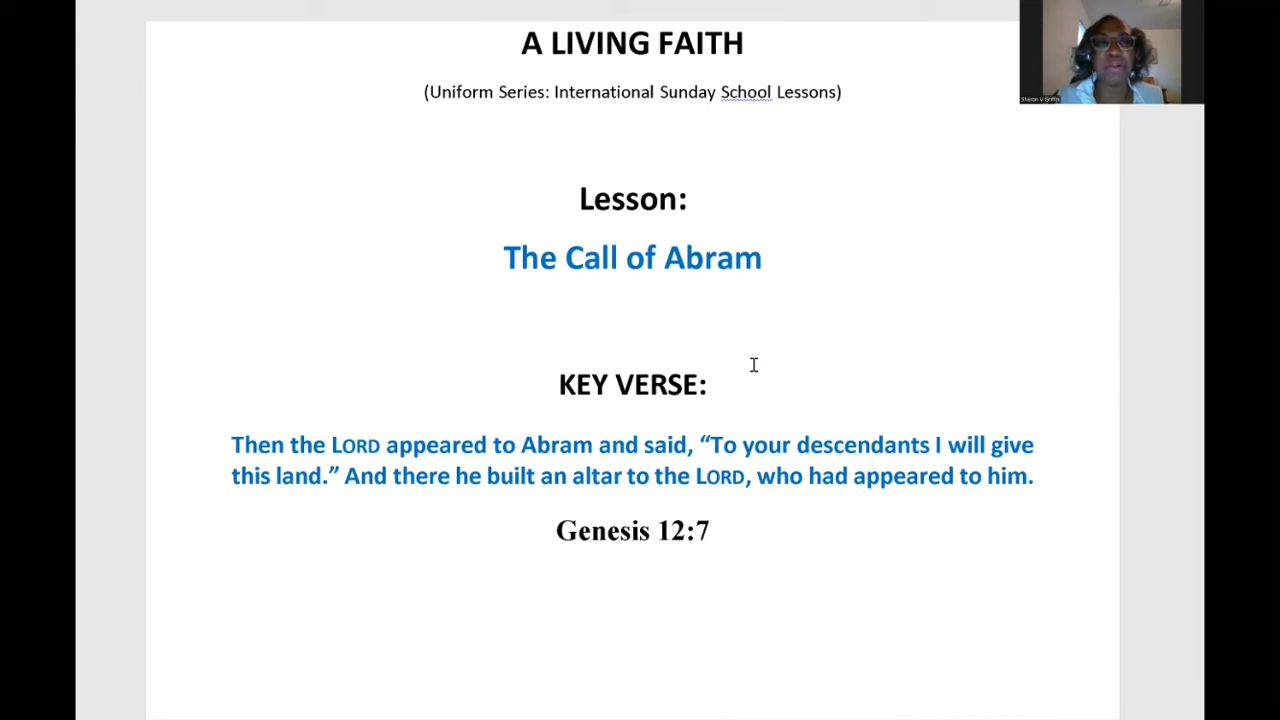 A LIVING FAITH
(Uniform Series: International Sunday School Lessons)
Lesson:
The Call of Abram
KEY VERSE:
Then the LORD appeared to Abram and said, “To your descendants I will give
this land.” And there he built an altar to the LORD, who had appeared to him.
Genesis 12:7